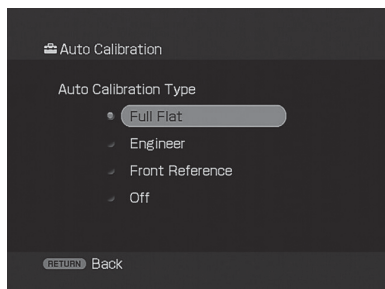 Auto Calibration
Auto Calibration Type
Full Flat
Engineer
Front Reference
Off
RETURN Back